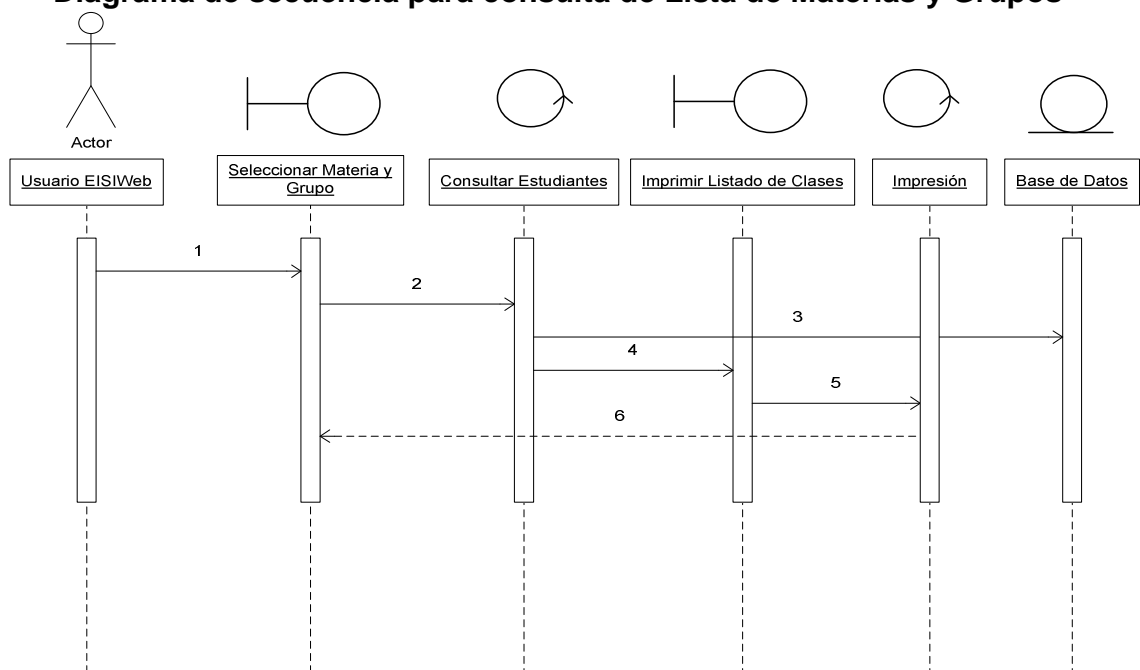 Diagrama de secuencia para consulta de Lista de Materias y Grupos
Actor
Usuario EISIWeb
Seleccionar Materia y
Grupo
Consultar Estudiantes
Imprimir Listado de Clases
Impresión
Base de Datos
1
2
3
4
5
6